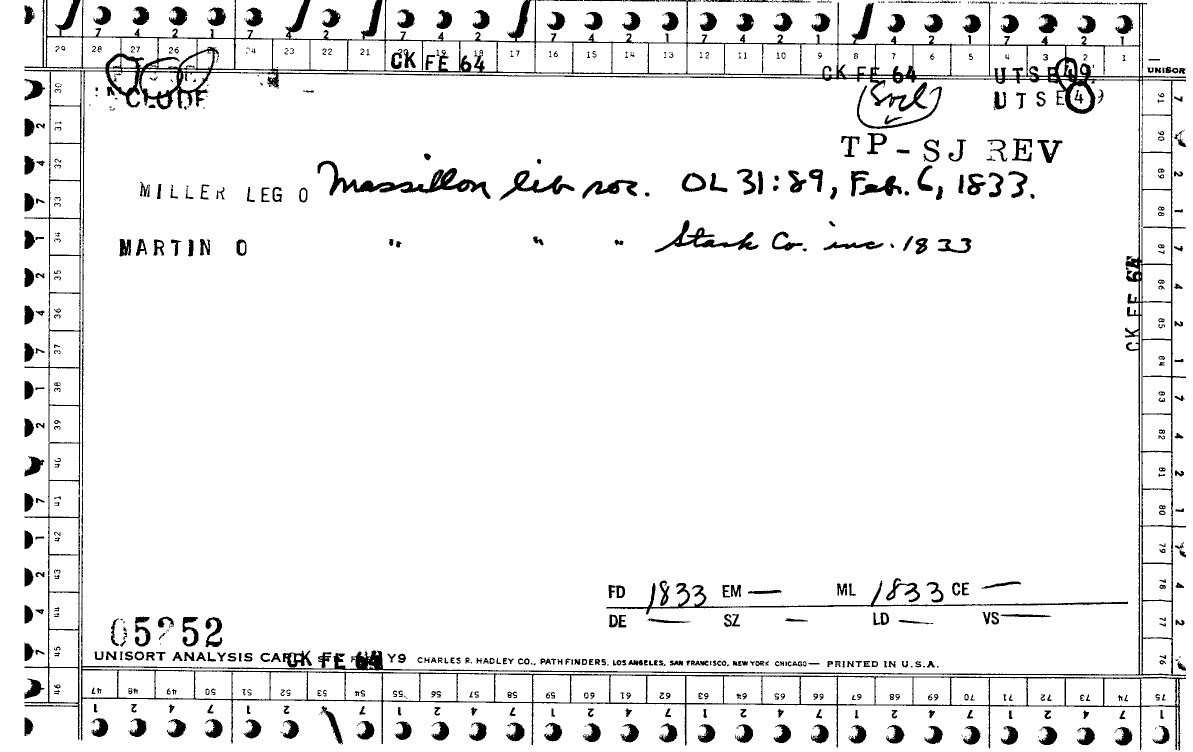 7 4 2 1 7 4 2 1 7 4 2 1 7 4 2 1 7 4 2 1 7 4 2 1
29 28 27 26 25 24 23 22 21 20 19 18 17 16 15 14 13 12 11 10 9 8 7 6 5 4 3 2 1
CK FE 64
CK FE 64 UTSE49
UNISORT
CLUDE
Socl
UTSE4
TP-SJ REV
MILLER LEG O Massillon lib soc. OL 31:89, Feb. 6, 1833.
MARTIN O " " " Stark Co. inc. 1833
CK FE 64
30 31 32 33 34 35 36 37 38 39 40 41 42 43 44 45 46
91 90 89 88 87 86 85 84 83 82 81 80 79 78 77 76
FD 1833 EM — ML 1833 CE —
DE — SZ — LD — VS —
05252
UNISORT ANALYSIS CARD CK FE 64 Y9 CHARLES R. HADLEY CO., PATHFINDERS, LOS ANGELES, SAN FRANCISCO, NEW YORK CHICAGO — PRINTED IN U.S.A.
47 48 49 50 51 52 53 54 55 56 57 58 59 60 61 62 63 64 65 66 67 68 69 70 71 72 73 74 75
1 2 4 7 1 2 4 7 1 2 4 7 1 2 4 7 1 2 4 7 1 2 4 7 1 2 4 7 1